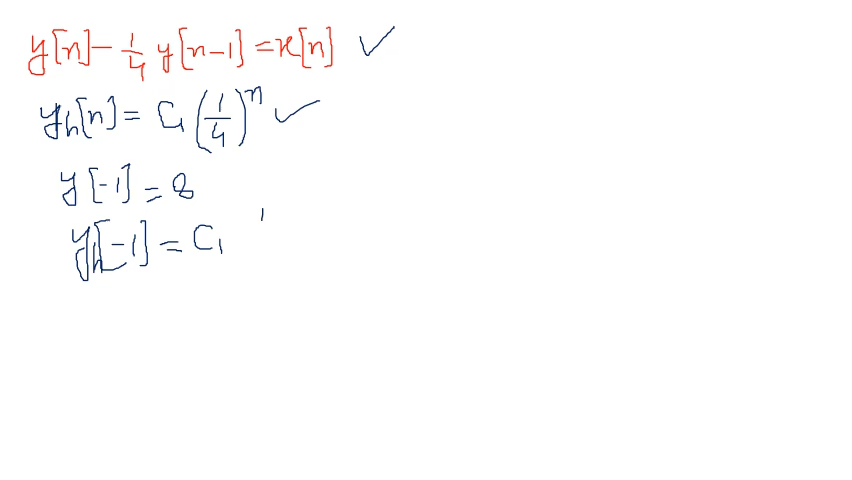 y[n] - 1/4 y[n-1] = x[n] ✓
yh[n] = C1 (1/4)^n ✓
y[-1] = 8
yh[-1] = C1